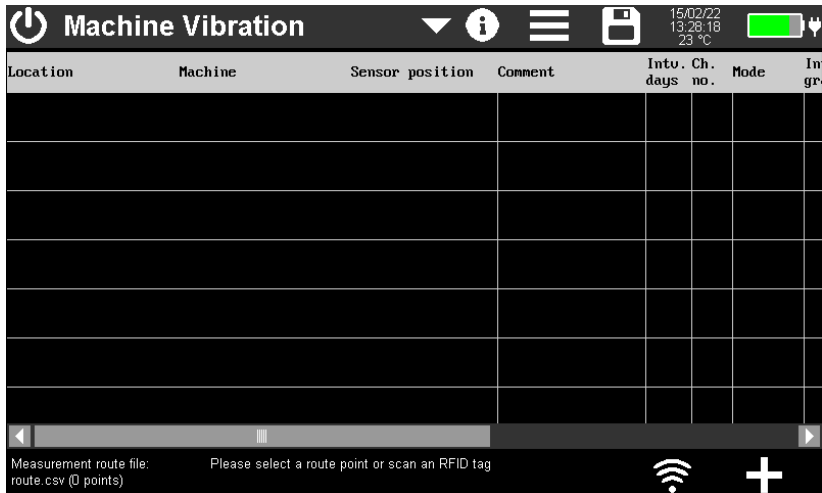 Machine Vibration
15/02/22
13:28:18
23 °C
Location Machine Sensor position Comment Intv. days Ch. no. Mode
Measurement route file:
route.csv (0 points)
Please select a route point or scan an RFID tag